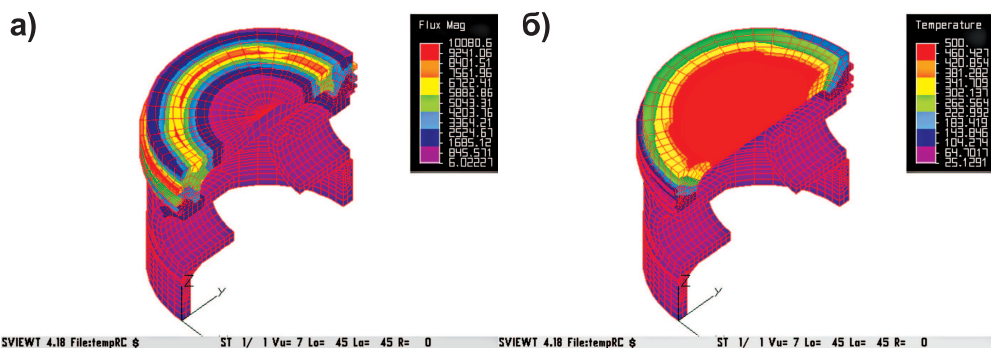 а)
Flux Mag
10080.6
9241.06
8401.51
7561.96
6722.41
5882.86
5043.31
4203.76
3364.21
2524.67
1685.12
845.571
6.02227
Z
y
SVIEWT 4.18 File:tempRC $ ST 1/ 1 Vu= 7 Lo= 45 La= 45 R= 0
б)
Temperature
500.
460.427
420.854
381.282
341.709
302.137
262.564
222.992
183.419
143.846
104.274
64.7017
25.1291
Z
y
SVIEWT 4.18 File:tempRC $ ST 1/ 1 Vu= 7 Lo= 45 La= 45 R= 0